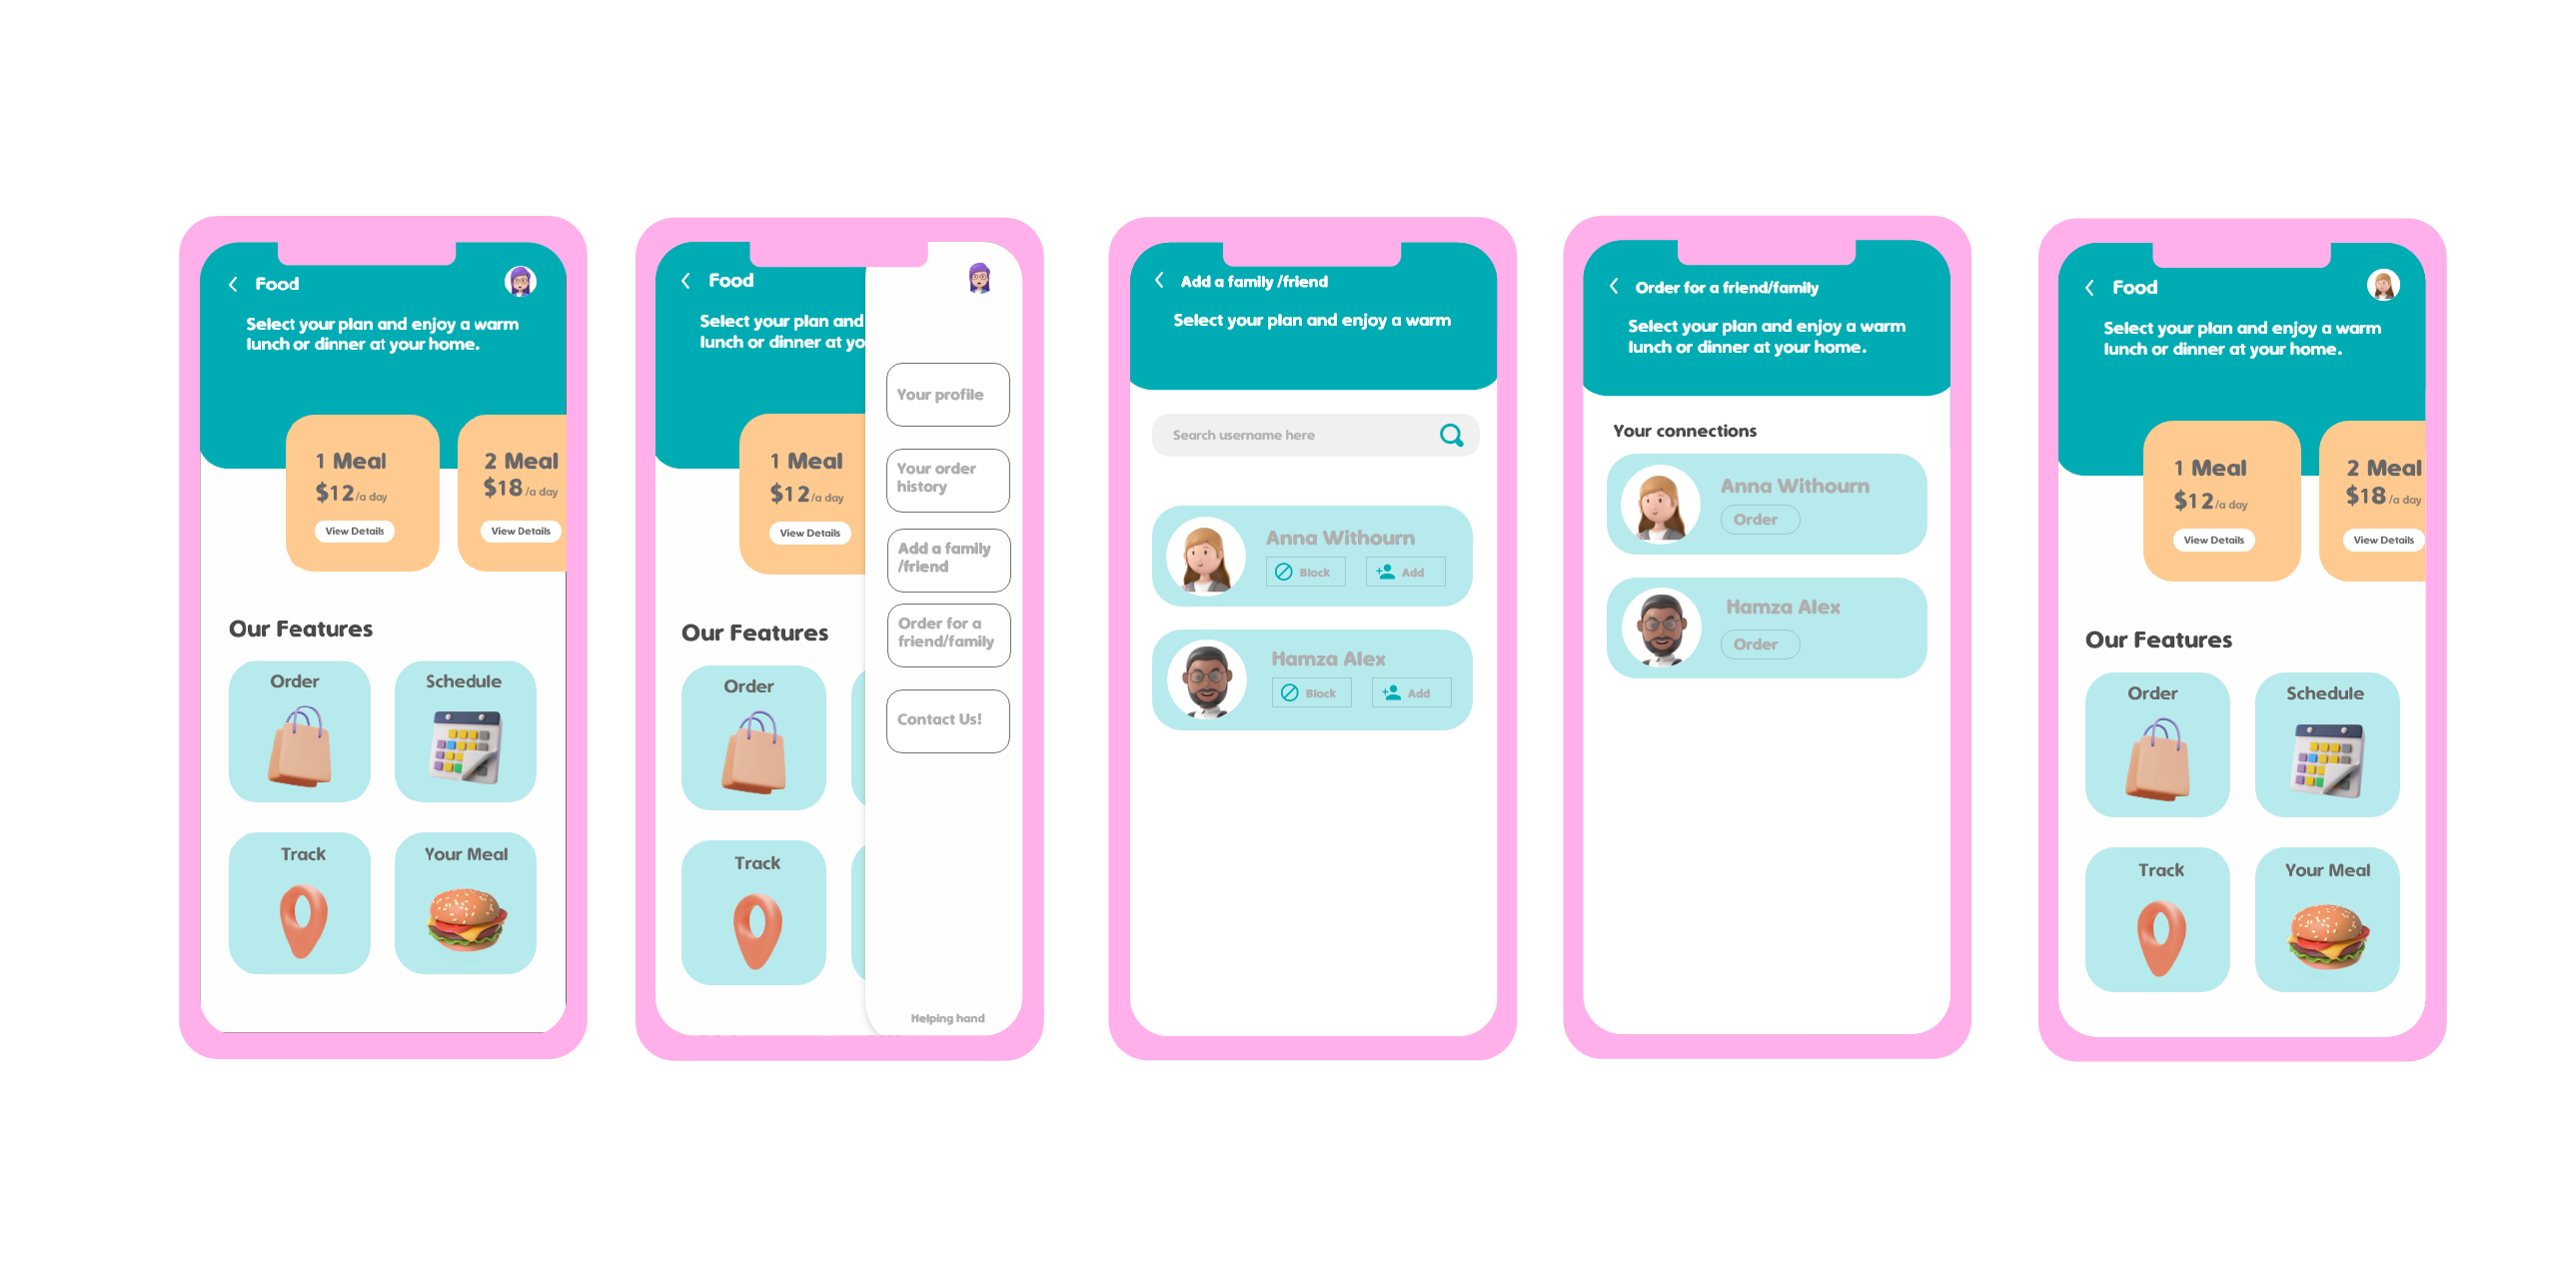 Food
Select your plan and enjoy a warm
lunch or dinner at your home.
1 Meal
$12/a day
View Details
2 Meal
$18/a day
View Details
Our Features
Order
Schedule
Track
Your Meal
Food
Select your plan and
lunch or dinner at yo
1 Meal
$12/a day
View Details
Our Features
Order
Track
Your profile
Your order
history
Add a family
/friend
Order for a
friend/family
Contact Us!
Helping hand
Add a family /friend
Select your plan and enjoy a warm
Search username here
Anna Withourn
Block
Add
Hamza Alex
Block
Add
Order for a friend/family
Select your plan and enjoy a warm
lunch or dinner at your home.
Your connections
Anna Withourn
Order
Hamza Alex
Order
Food
Select your plan and enjoy a warm
lunch or dinner at your home.
1 Meal
$12/a day
View Details
2 Meal
$18/a day
View Details
Our Features
Order
Schedule
Track
Your Meal